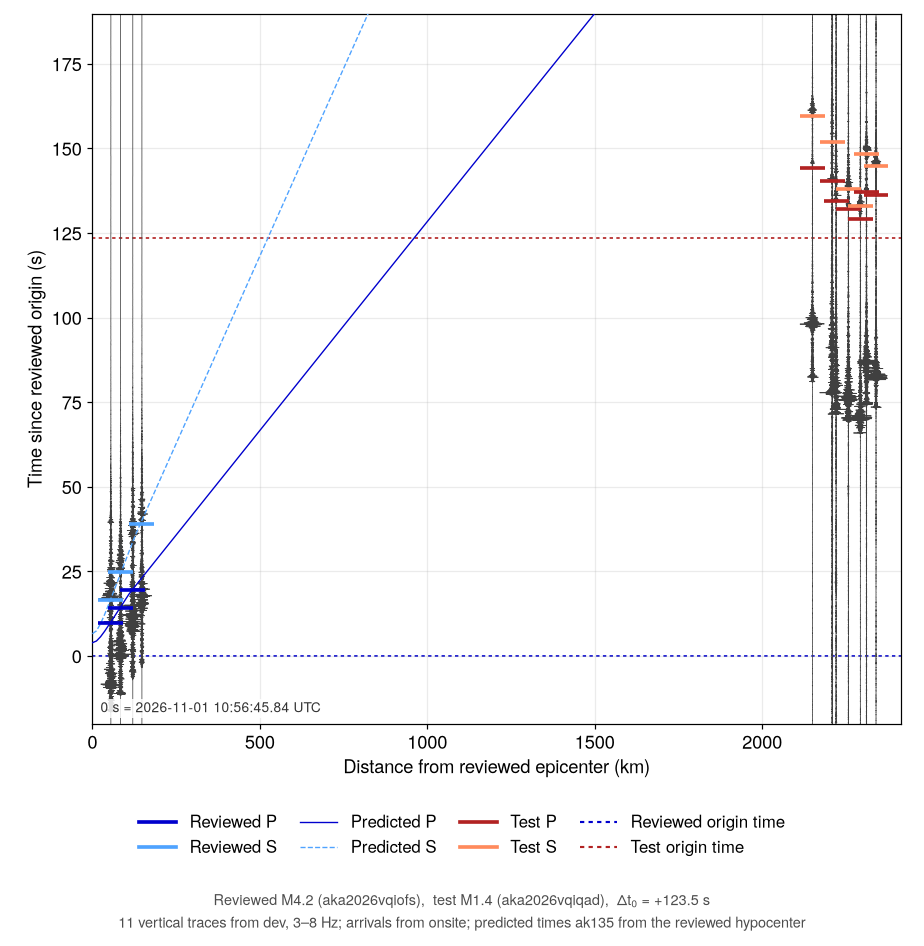 175
150
125
100
75
50
25
0
Time since reviewed origin (s)
0 s = 2026-11-01 10:56:45.84 UTC
0 500 1000 1500 2000
Distance from reviewed epicenter (km)
Reviewed P Predicted P Test P Reviewed origin time
Reviewed S Predicted S Test S Test origin time
Reviewed M4.2 (aka2026vqiofs), test M1.4 (aka2026vqlqad), Δt₀ = +123.5 s
11 vertical traces from dev, 3–8 Hz; arrivals from onsite; predicted times ak135 from the reviewed hypocenter